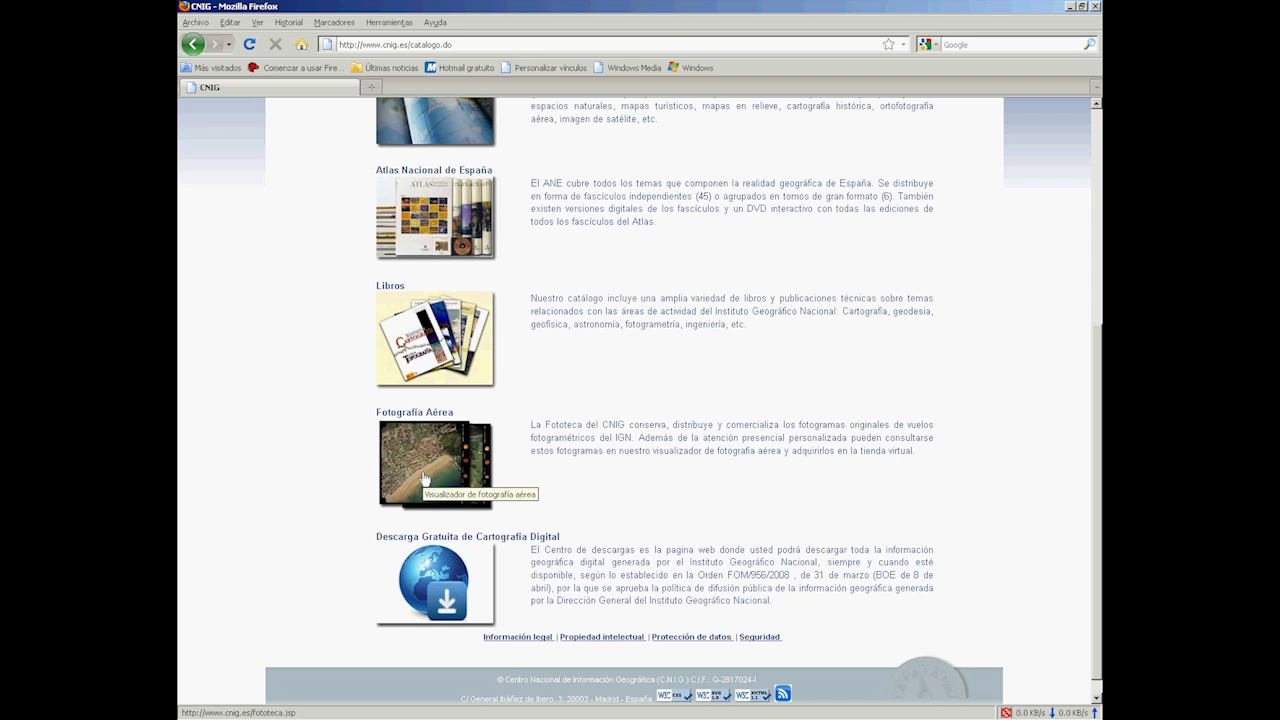 CNIG - Mozilla Firefox
Archivo Editar Ver Historial Marcadores Herramientas Ayuda
http://www.cnig.es/catalogo.do
Google
Más visitados Comenzar a usar Fire... Últimas noticias Hotmail gratuito Personalizar vínculos Windows Media Windows
CNIG
espacios naturales, mapas turísticos, mapas en relieve, cartografía histórica, ortofotografía
aérea, imagen de satélite, etc.
Atlas Nacional de España
ATLAS
El ANE cubre todos los temas que componen la realidad geográfica de España. Se distribuye
en forma de fascículos independientes (45) o agrupados en tomos de gran formato (6). También
existen versiones digitales de los fascículos y un DVD interactivo con todas las ediciones de
todos los fascículos del Atlas.
Libros
Nuestro catálogo incluye una amplia variedad de libros y publicaciones técnicas sobre temas
relacionados con las áreas de actividad del Instituto Geográfico Nacional: Cartografía, geodesia,
geofísica, astronomía, fotogrametría, ingeniería, etc.
Fotografía Aérea
La Fototeca del CNIG conserva, distribuye y comercializa los fotogramas originales de vuelos
fotogramétricos del IGN. Además de la atención presencial personalizada pueden consultarse
estos fotogramas en nuestro visualizador de fotografía aérea y adquirirlos en la tienda virtual.
Visualizador de fotografía aérea
Descarga Gratuita de Cartografía Digital
El Centro de descargas es la pagina web donde usted podrá descargar toda la información
geográfica digital generada por el Instituto Geográfico Nacional, siempre y cuando esté
disponible, según lo establecido en la Orden FOM/956/2008 , de 31 de marzo (BOE de 8 de
abril), por la que se aprueba la política de difusión pública de la información geográfica generada
por la Dirección General del Instituto Geográfico Nacional.
Información legal | Propiedad intelectual | Protección de datos | Seguridad
© Centro Nacional de Información Geográfica (C.N.I.G.) C.I.F.: Q-2817024-I
C/ General Ibáñez de Ibero, 3. 28003 - Madrid - España W3C CSS W3C W3C
http://www.cnig.es/fototeca.jsp 0.0 KB/s 0.0 KB/s